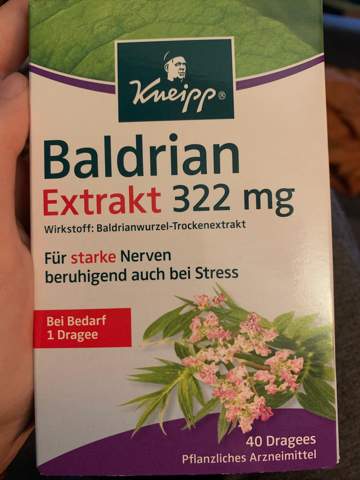 Kneipp®
Baldrian
Extrakt 322 mg
Wirkstoff: Baldrianwurzel-Trockenextrakt
Für starke Nerven
beruhigend auch bei Stress
Bei Bedarf
1 Dragee
40 Dragees
Pflanzliches Arzneimittel